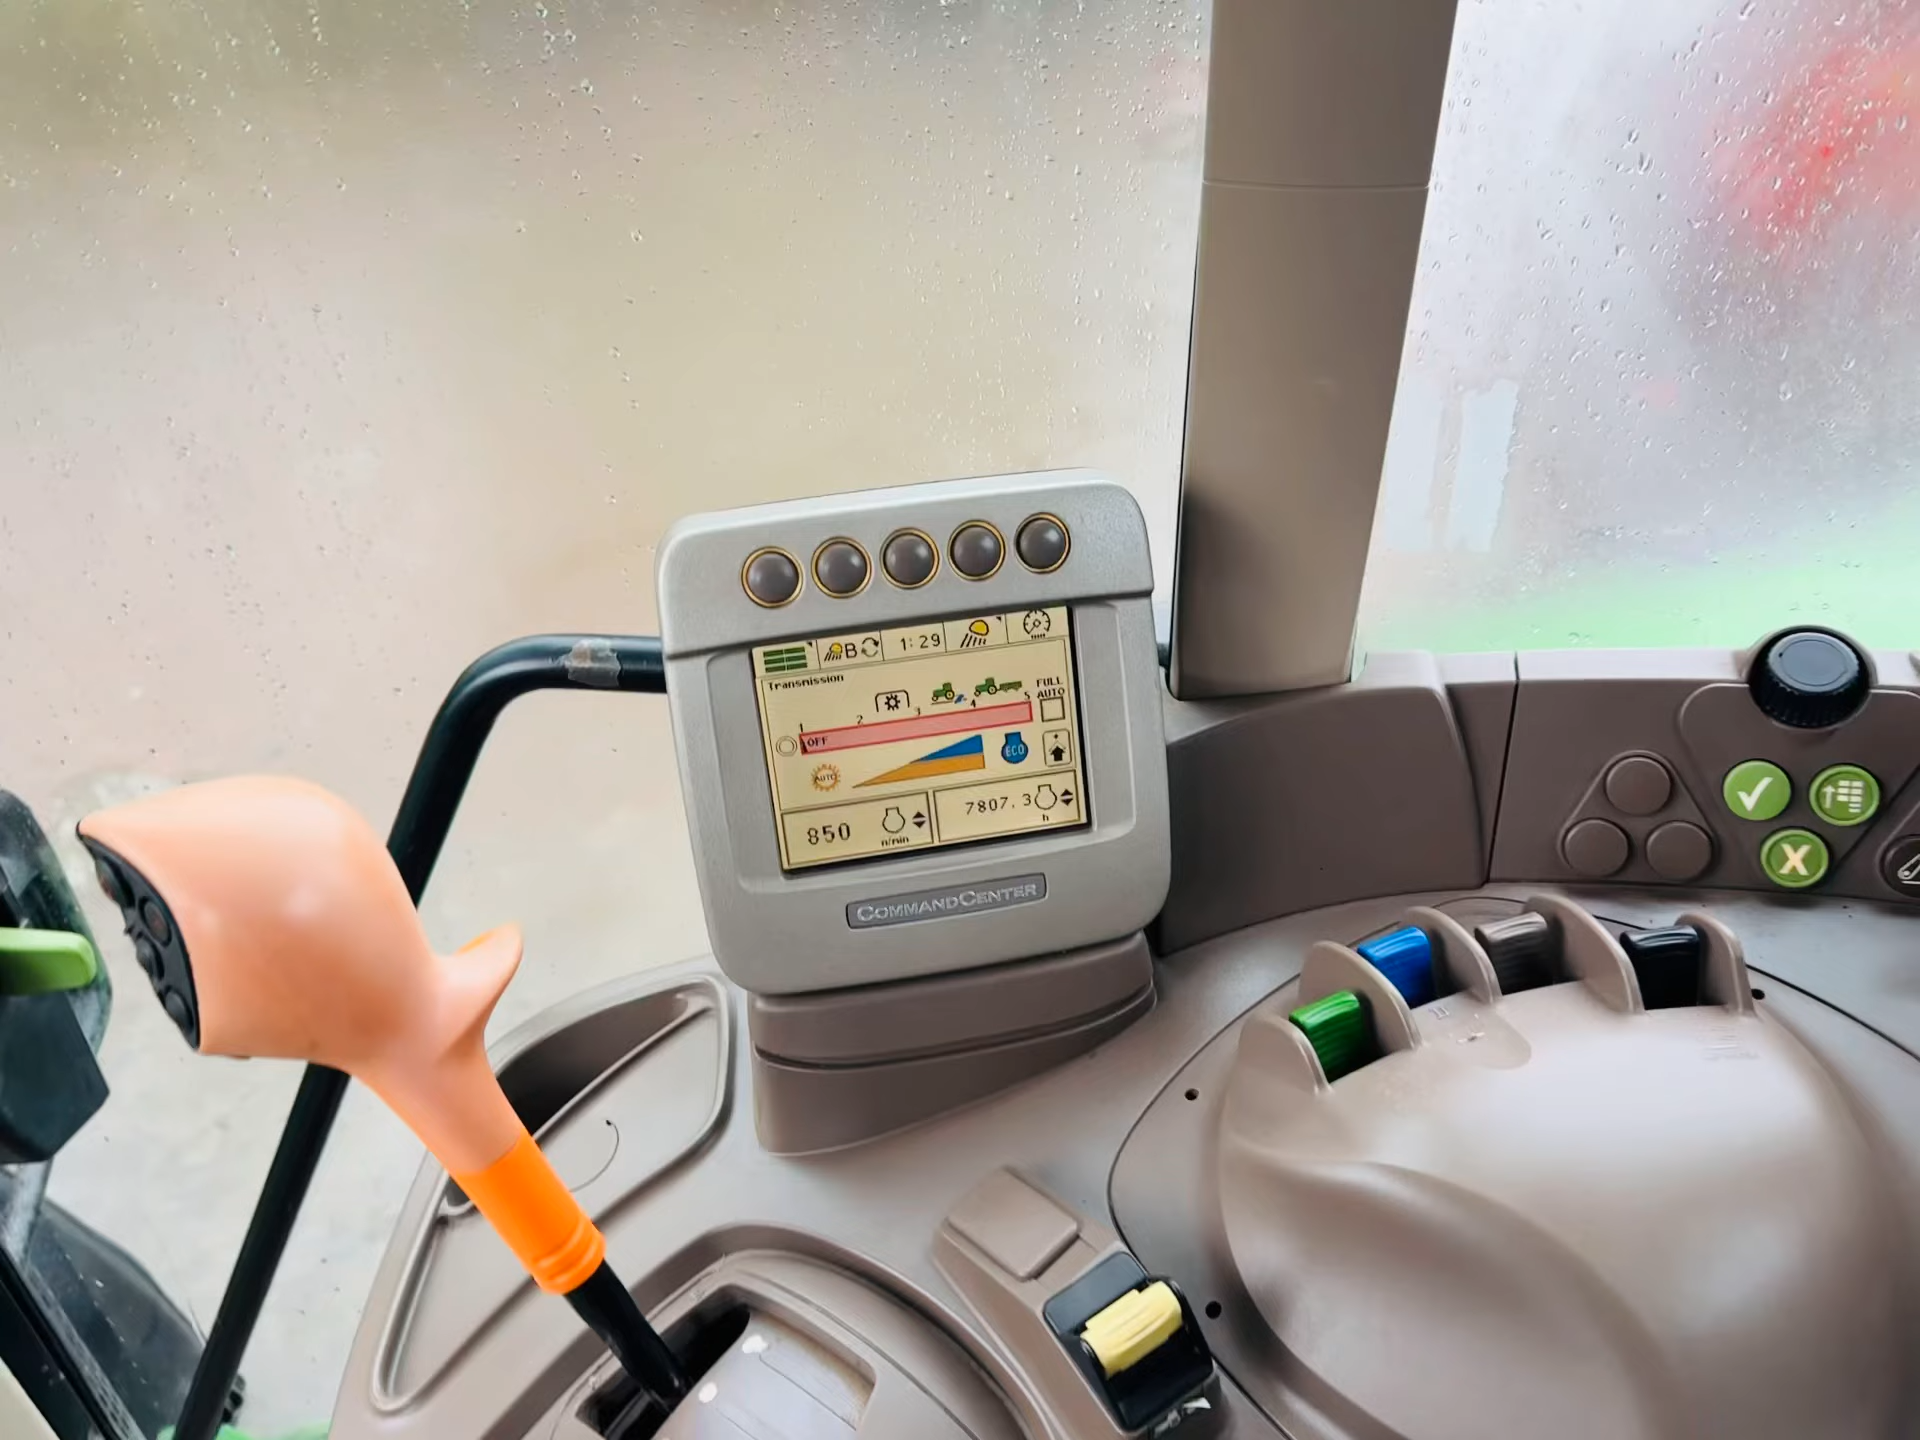 B
1:29
Transmission
FULL
AUTO
1 2 3 4 5
OFF
AUTO
ECO
850
n/min
7807.3
h
COMMANDCENTER
X